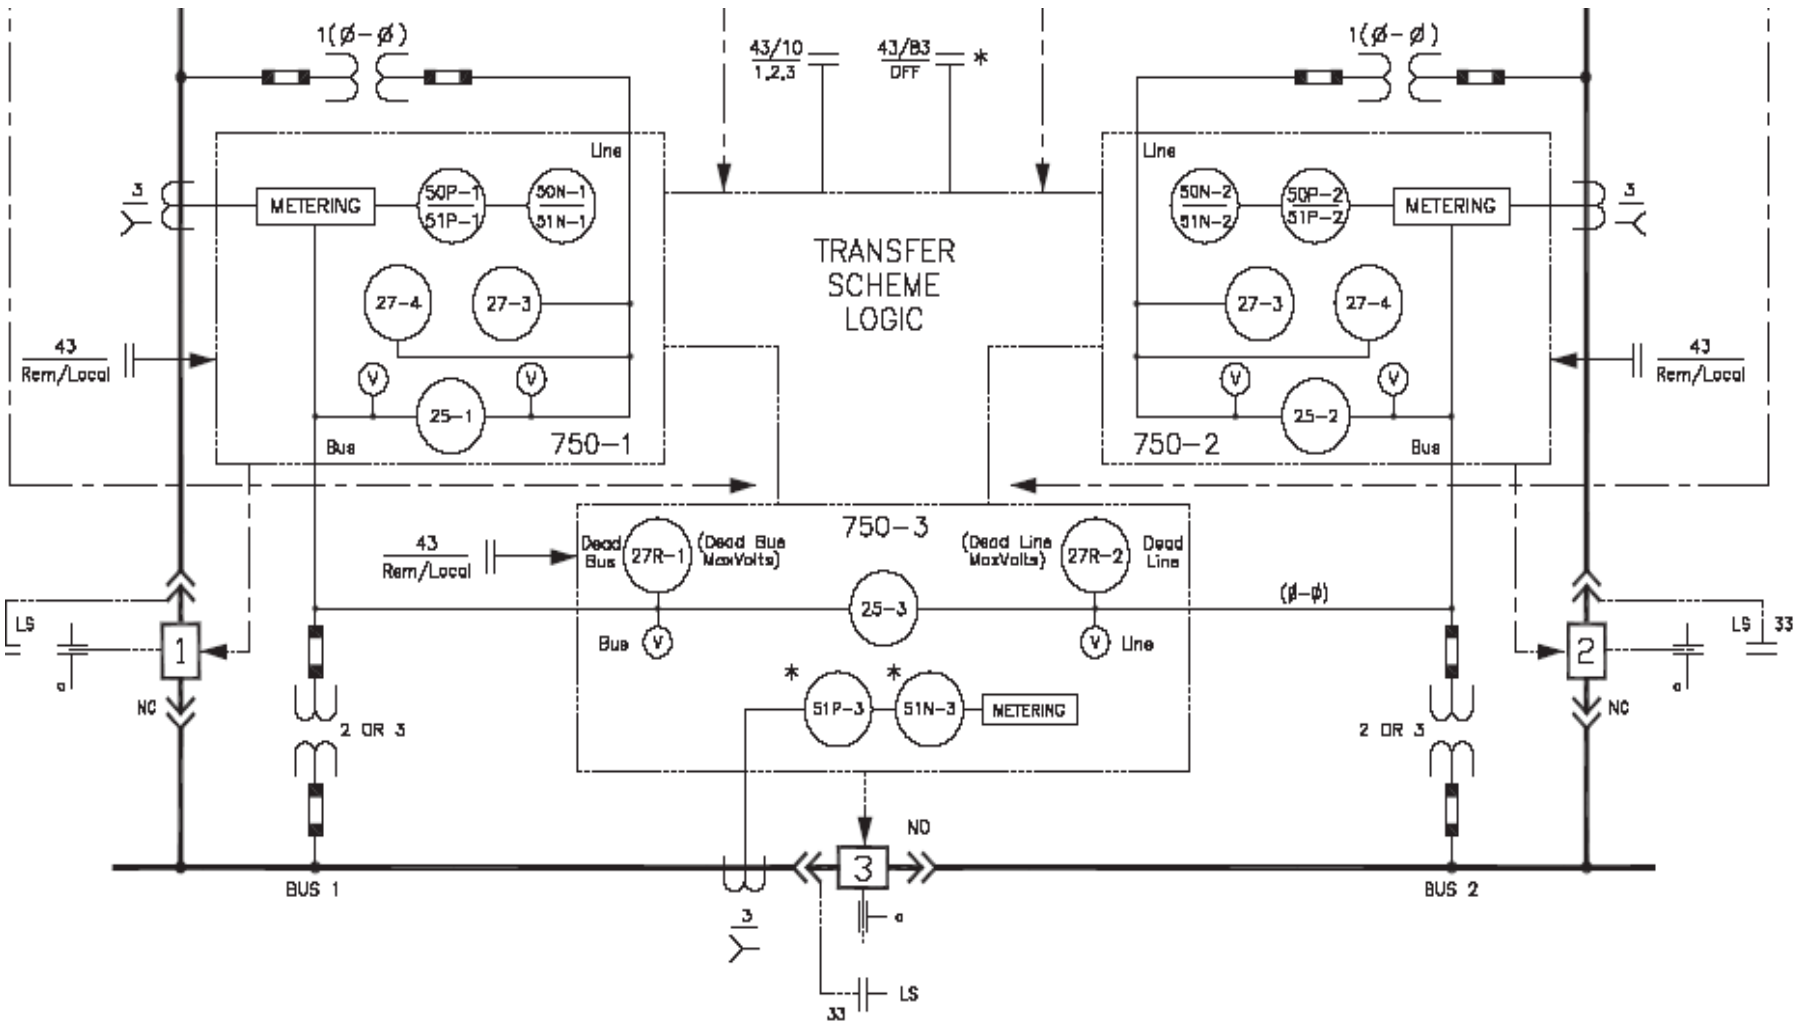 1(Ø-Ø)
43/10
1,2,3
43/83
OFF
*
1(Ø-Ø)
Line
3
METERING
50P-1
51P-1
50N-1
51N-1
27-4
27-3
43
Rem/Local
V
V
25-1
Bus
750-1
TRANSFER
SCHEME
LOGIC
Line
50N-2
51N-2
50P-2
51P-2
METERING
3
27-3
27-4
43
Rem/Local
V
V
25-2
750-2
Bus
750-3
43
Rem/Local
Dead
Bus
27R-1
(Dead Bus
MaxVolts)
(Dead Line
MaxVolts)
27R-2
Dead
Line
25-3
(Ø-Ø)
Bus
V
V
Line
LS
a
1
NC
2
LS
33
a
NC
*
*
51P-3
51N-3
METERING
2 OR 3
2 OR 3
NO
3
BUS 1
BUS 2
3
a
33
LS